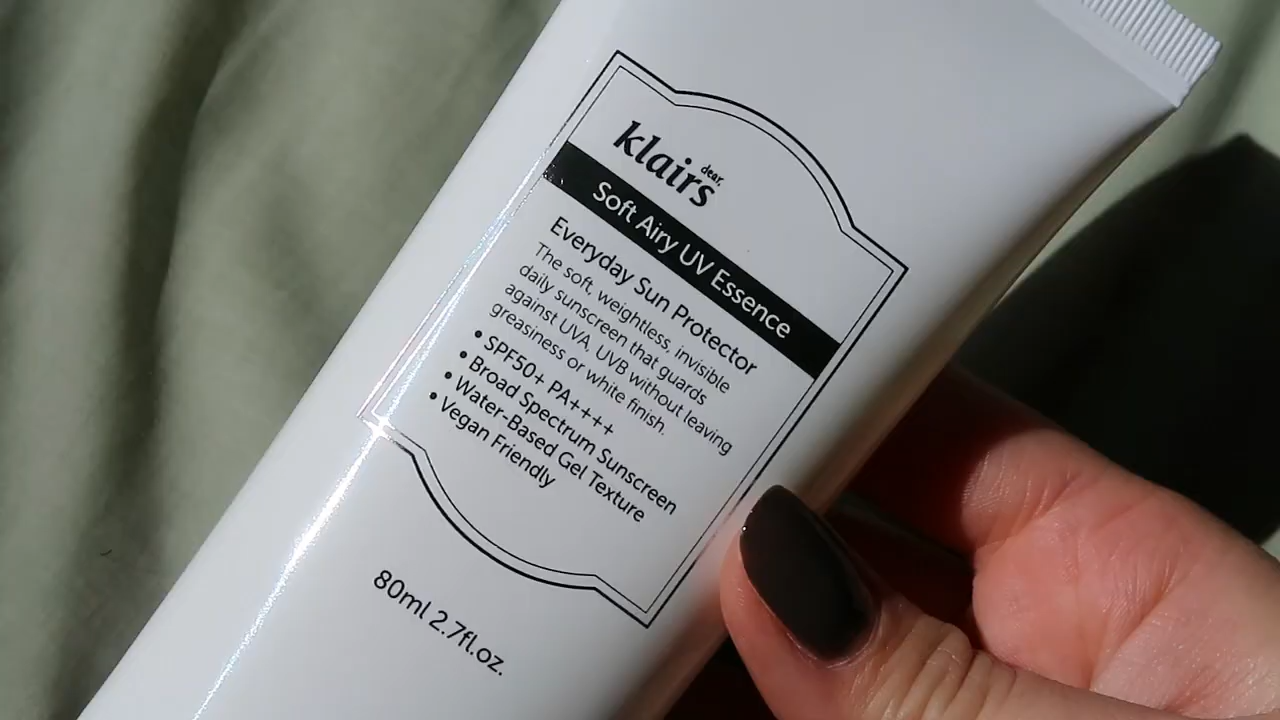 dear,
klairs
Soft Airy UV Essence
Everyday Sun Protector
The soft, weightless, invisible
daily sunscreen that guards
against UVA, UVB without leaving
greasiness or white finish.
• SPF50+ PA++++
• Broad Spectrum Sunscreen
• Water-Based Gel Texture
• Vegan Friendly
80ml 2.7fl.oz.